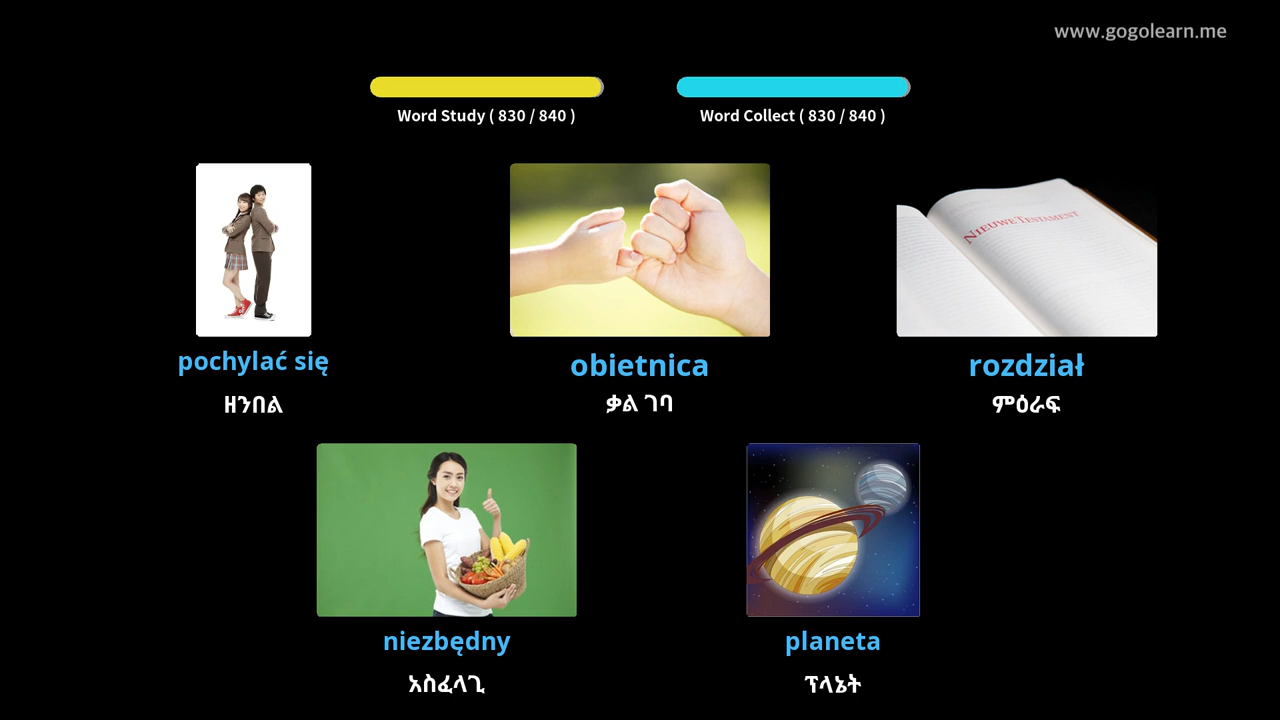 www.gogolearn.me
Word Study ( 830 / 840 )
Word Collect ( 830 / 840 )
NIEUWE TESTAMENT
pochylać się
obietnica
rozdział
ዘንበል
ቃል ገባ
ምዕራፍ
niezbędny
planeta
አስፈላጊ
ፕላኔት